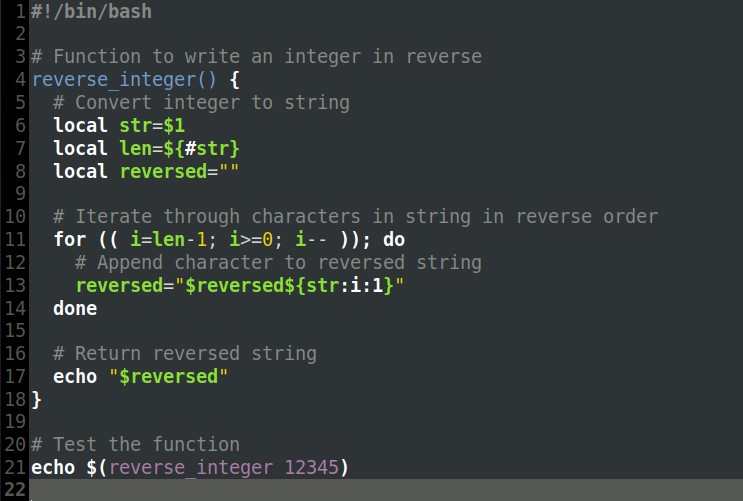 1 #!/bin/bash
2
3 # Function to write an integer in reverse
4 reverse_integer() {
5   # Convert integer to string
6   local str=$1
7   local len=${#str}
8   local reversed=""
9
10   # Iterate through characters in string in reverse order
11   for (( i=len-1; i>=0; i-- )); do
12     # Append character to reversed string
13     reversed="$reversed${str:i:1}"
14   done
15
16   # Return reversed string
17   echo "$reversed"
18 }
19
20 # Test the function
21 echo $(reverse_integer 12345)
22